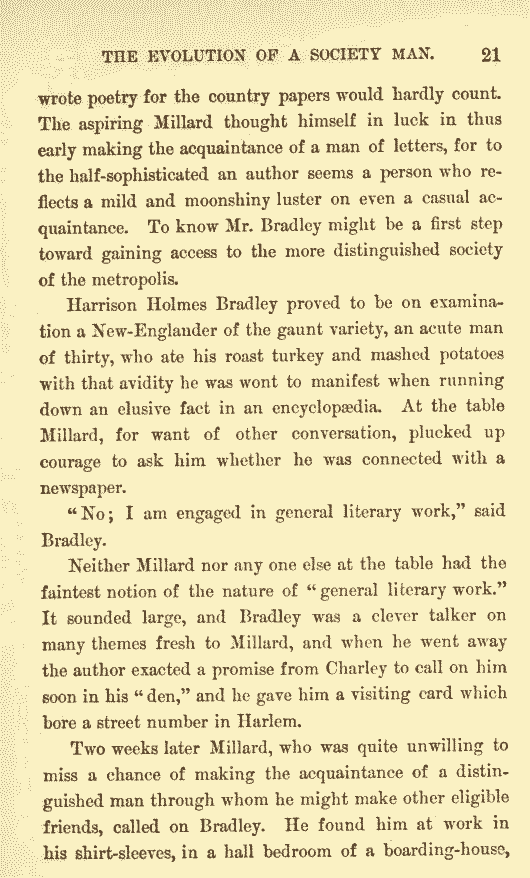 THE EVOLUTION OF A SOCIETY MAN. 21
wrote poetry for the country papers would hardly count.
The aspiring Millard thought himself in luck in thus
early making the acquaintance of a man of letters, for to
the half-sophisticated an author seems a person who re-
flects a mild and moonshiny luster on even a casual ac-
quaintance. To know Mr. Bradley might be a first step
toward gaining access to the more distinguished society
of the metropolis.
Harrison Holmes Bradley proved to be on examina-
tion a New-Englander of the gaunt variety, an acute man
of thirty, who ate his roast turkey and mashed potatoes
with that avidity he was wont to manifest when running
down an elusive fact in an encyclopædia. At the table
Millard, for want of other conversation, plucked up
courage to ask him whether he was connected with a
newspaper.
"No; I am engaged in general literary work," said
Bradley.
Neither Millard nor any one else at the table had the
faintest notion of the nature of "general literary work."
It sounded large, and Bradley was a clever talker on
many themes fresh to Millard, and when he went away
the author exacted a promise from Charley to call on him
soon in his "den," and he gave him a visiting card which
bore a street number in Harlem.
Two weeks later Millard, who was quite unwilling to
miss a chance of making the acquaintance of a distin-
guished man through whom he might make other eligible
friends, called on Bradley. He found him at work in
his shirt-sleeves, in a hall bedroom of a boarding-house,